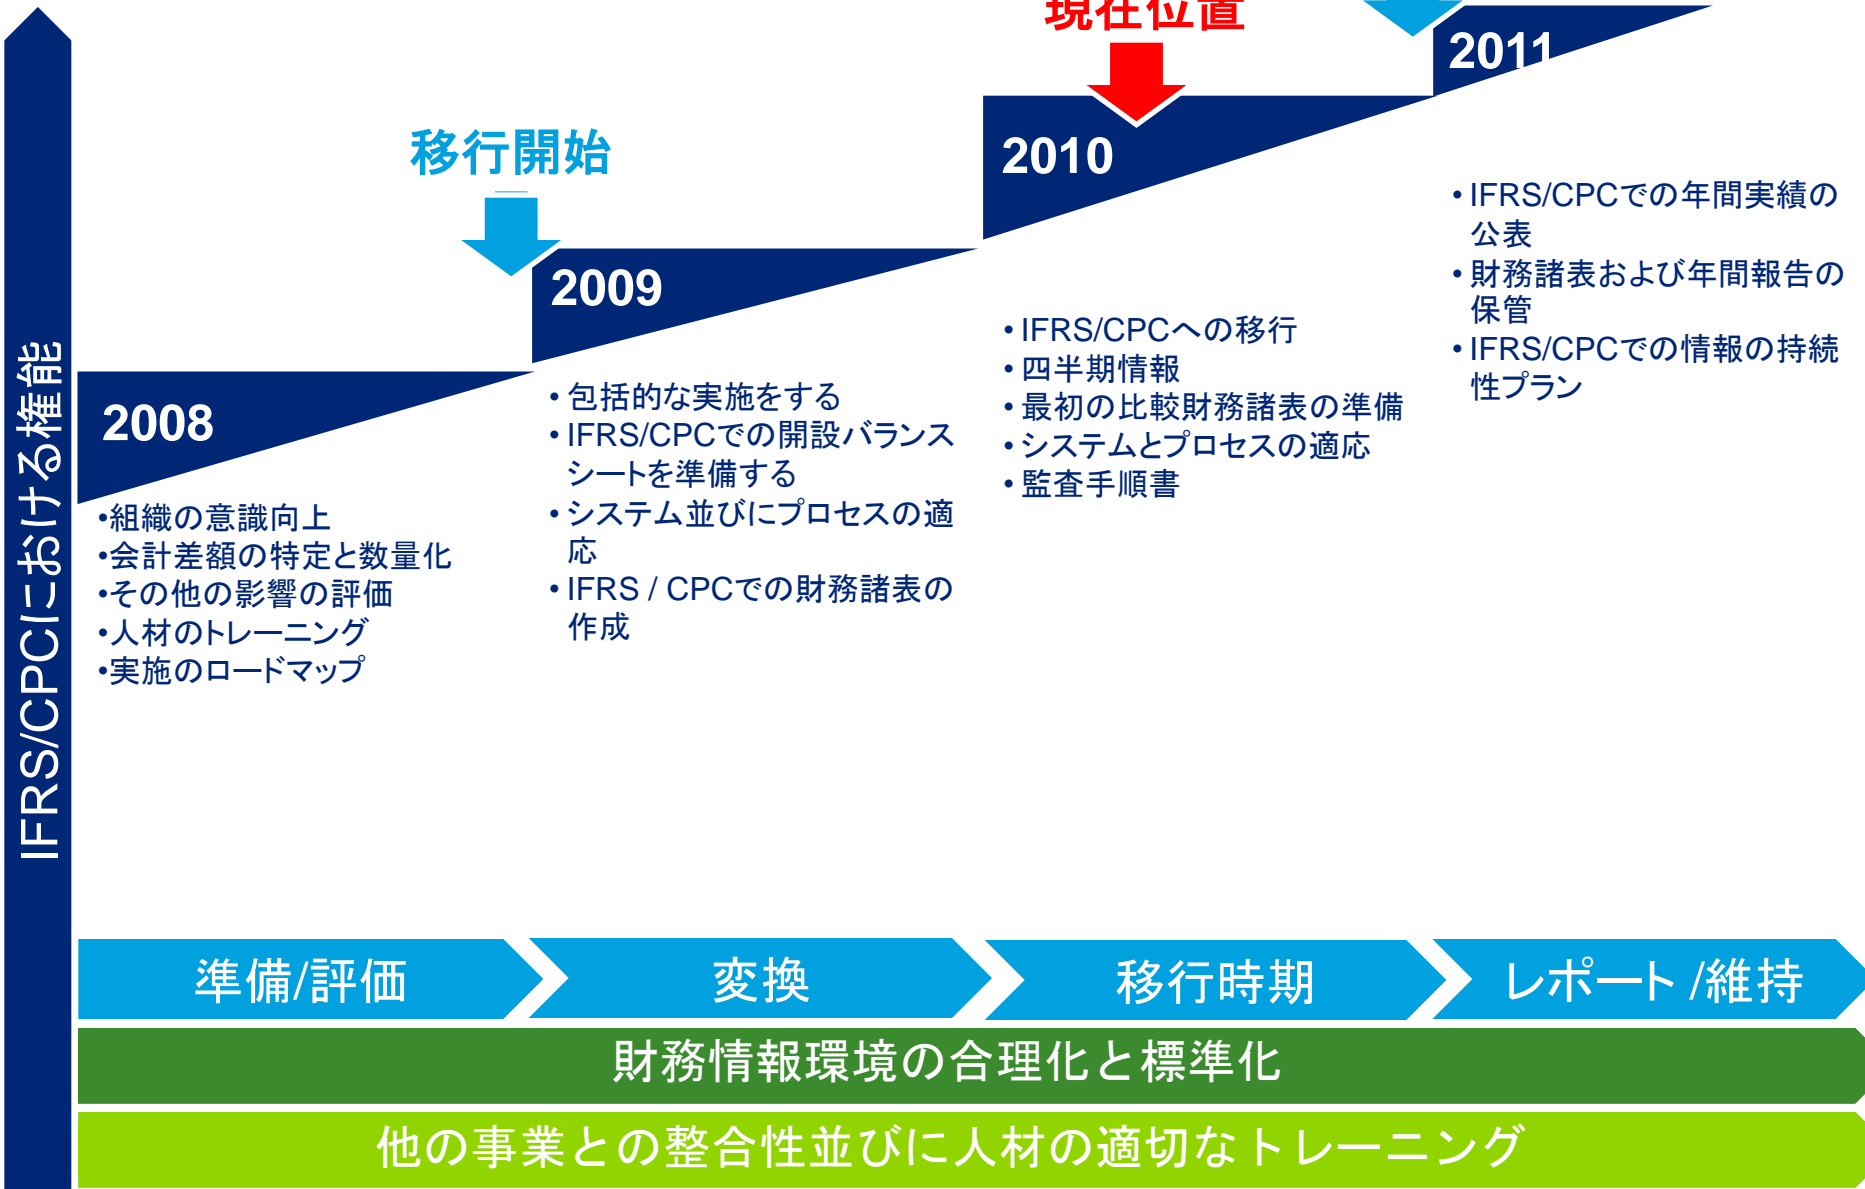 現在位置
2011
移行開始
2010
2009
2008
IFRS/CPCにおける権能
•組織の意識向上
•会計差額の特定と数量化
•その他の影響の評価
•人材のトレーニング
•実施のロードマップ
• 包括的な実施をする
• IFRS/CPCでの開設バランス
シートを準備する
• システム並びにプロセスの適
応
• IFRS / CPCでの財務諸表の
作成
• IFRS/CPCへの移行
• 四半期情報
• 最初の比較財務諸表の準備
• システムとプロセスの適応
• 監査手順書
• IFRS/CPCでの年間実績の
公表
• 財務諸表および年間報告の
保管
• IFRS/CPCでの情報の持続
性プラン
準備/評価
変換
移行時期
レポート /維持
財務情報環境の合理化と標準化
他の事業との整合性並びに人材の適切なトレーニング